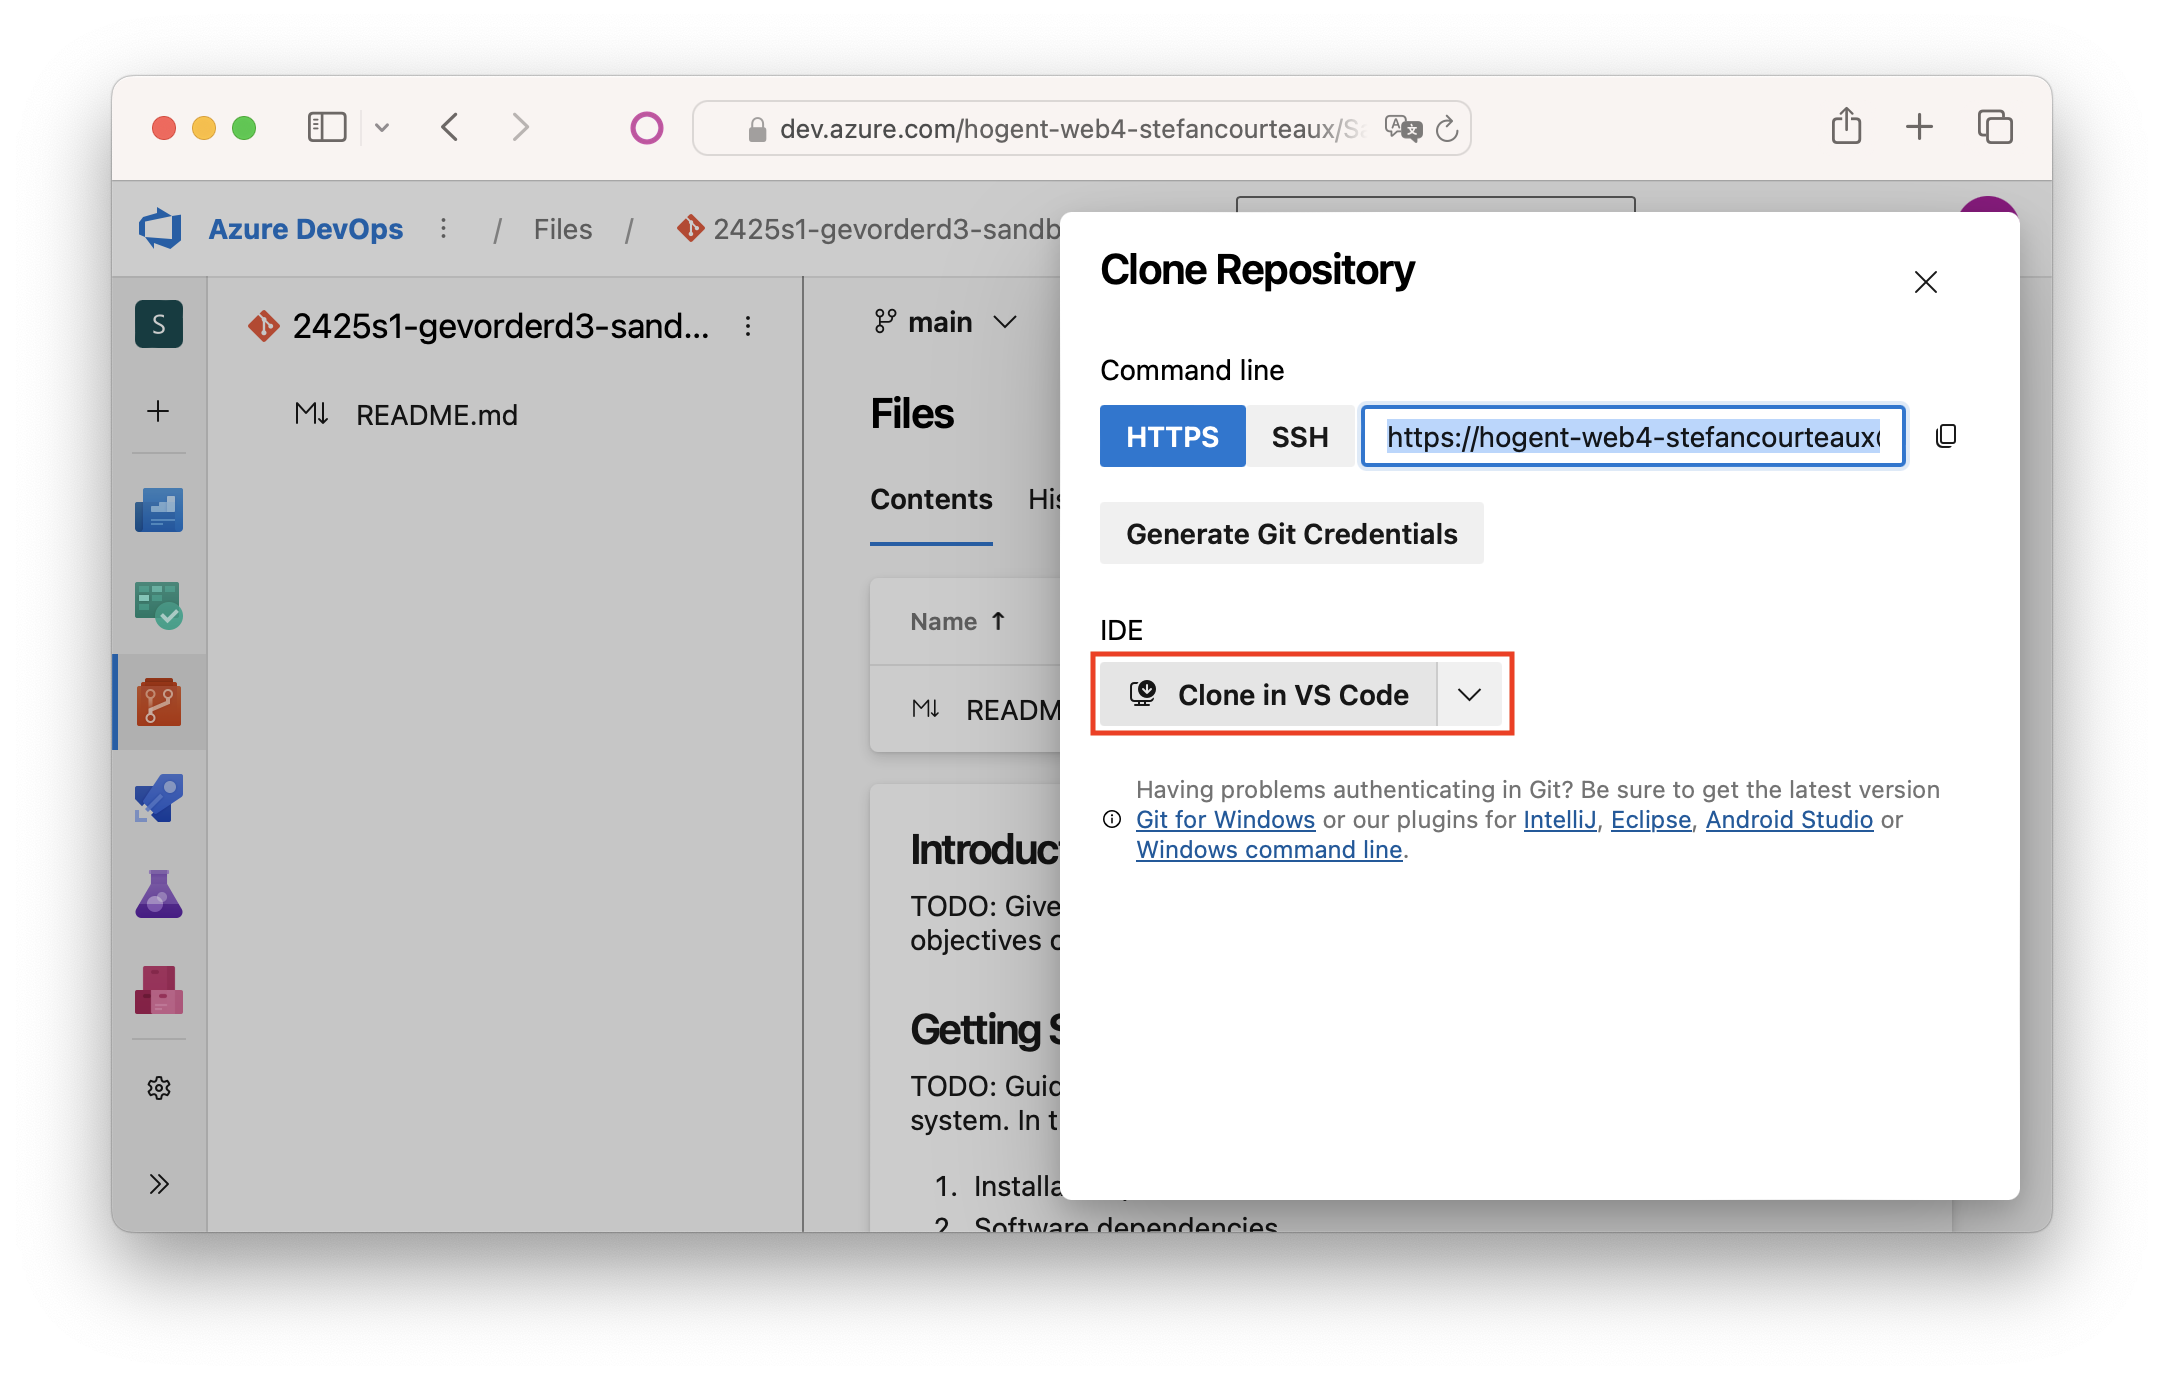 dev.azure.com/hogent-web4-stefancourteaux/Sa
Azure DevOps / Files / 2425s1-gevorderd3-sandb
S
2425s1-gevorderd3-sand...
README.md
main
Files
Contents His
Name ↑
READM
Introduct
TODO: Give
objectives o
Getting S
TODO: Guid
system. In t
1. Installa
2. Software dependencies
Clone Repository
Command line
HTTPS SSH https://hogent-web4-stefancourteaux
Generate Git Credentials
IDE
Clone in VS Code
Having problems authenticating in Git? Be sure to get the latest version
Git for Windows or our plugins for IntelliJ, Eclipse, Android Studio or
Windows command line.